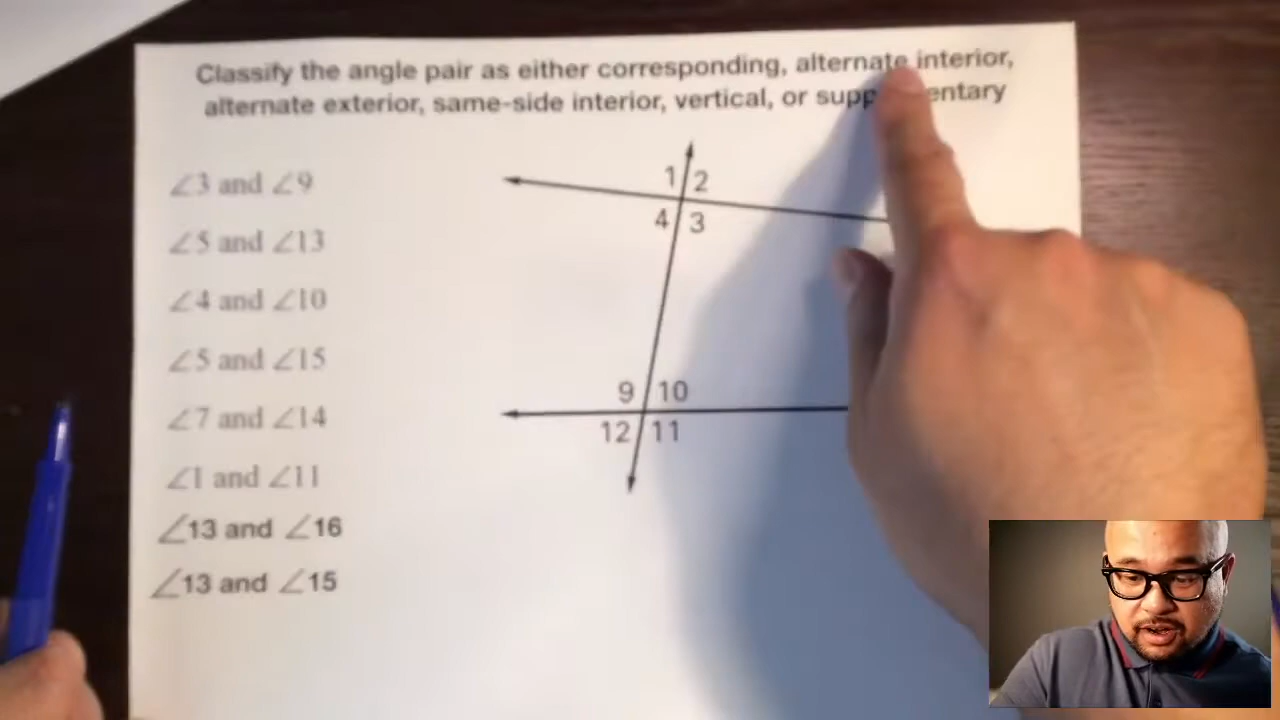 Classify the angle pair as either corresponding, alternate interior,
alternate exterior, same-side interior, vertical, or
∠3 and ∠9
∠5 and ∠13
∠4 and ∠10
∠5 and ∠15
∠7 and ∠14
∠1 and ∠11
∠13 and ∠16
∠13 and ∠15
1 2
4 3
9 10
12 11